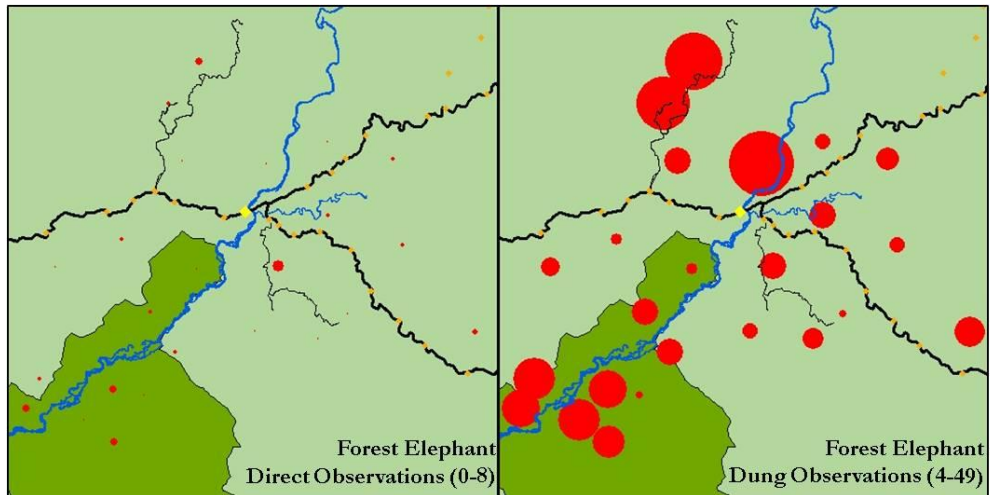 Forest Elephant
Direct Observations (0-8)
Forest Elephant
Dung Observations (4-49)